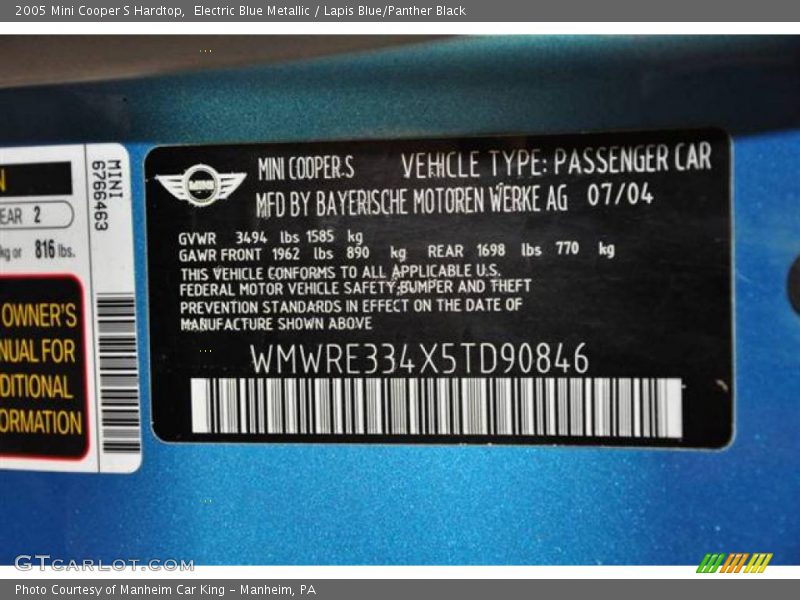 2005 Mini Cooper S Hardtop, Electric Blue Metallic / Lapis Blue/Panther Black
EAR 2
kg or 816 lbs.
OWNER'S
NUAL FOR
DITIONAL
ORMATION
MINI
6766463
MINI
MINI COOPER.S VEHICLE TYPE: PASSENGER CAR
MFD BY BAYERISCHE MOTOREN WERKE AG 07/04
GVWR 3494 lbs 1585 kg
GAWR FRONT 1962 lbs 890 kg REAR 1698 lbs 770 kg
THIS VEHICLE CONFORMS TO ALL APPLICABLE U.S.
FEDERAL MOTOR VEHICLE SAFETY,BUMPER AND THEFT
PREVENTION STANDARDS IN EFFECT ON THE DATE OF
MANUFACTURE SHOWN ABOVE
WMWRE334X5TD90846
GTCARLOT.COM
Photo Courtesy of Manheim Car King - Manheim, PA